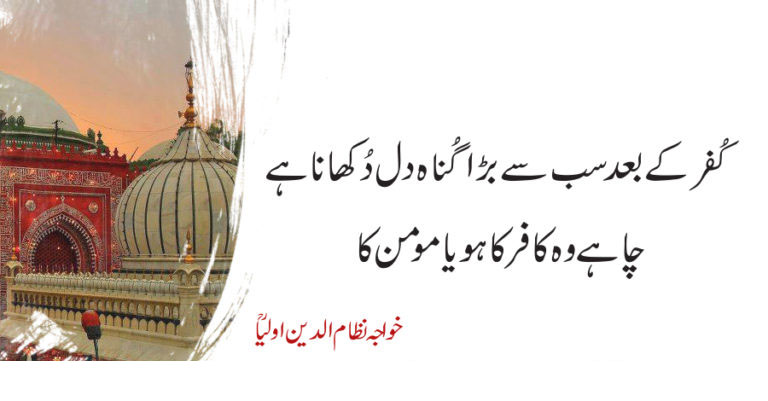 کُفر کے بعد سب سے بڑا گُناہ دل دُکھانا ہے
چاہے وہ کافر کا ہو یا مومن کا
خواجہ نظام الدین اولیاؒ